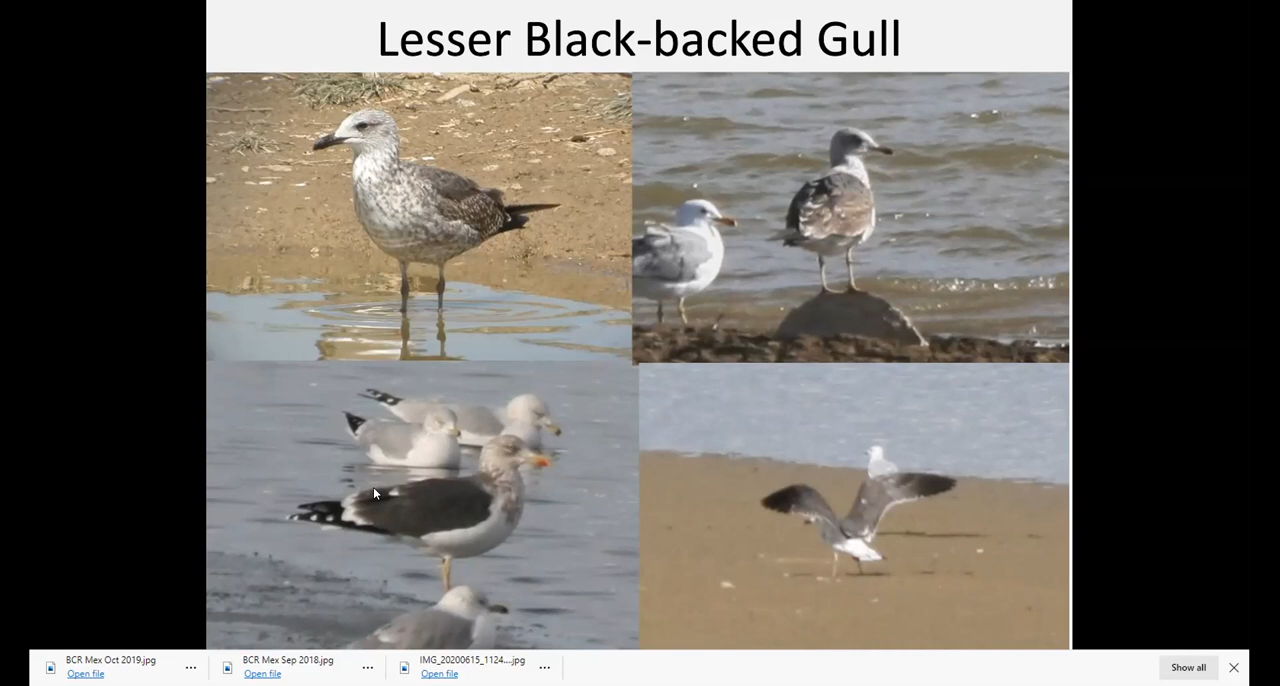 Lesser Black-backed Gull
BCR Mex Oct 2019.jpg
Open file
BCR Mex Sep 2018.jpg
Open file
IMG_20200615_1124....jpg
Open file
Show all